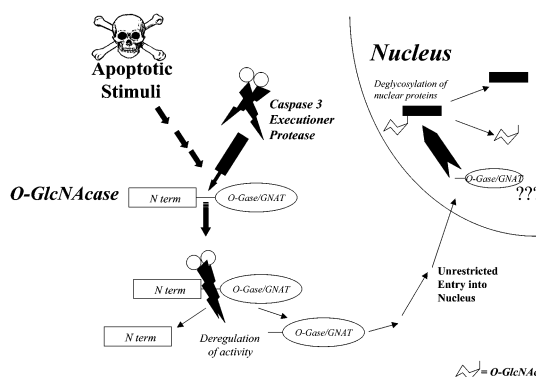 Apoptotic
Stimuli
Caspase 3
Executioner
Protease
Nucleus
Deglycosylation of
nuclear proteins
O-Gase/GNAT
???
O-GlcNAcase
N term
O-Gase/GNAT
N term
O-Gase/GNAT
N term
Deregulation
of activity
O-Gase/GNAT
Unrestricted
Entry into
Nucleus
= O-GlcNAc